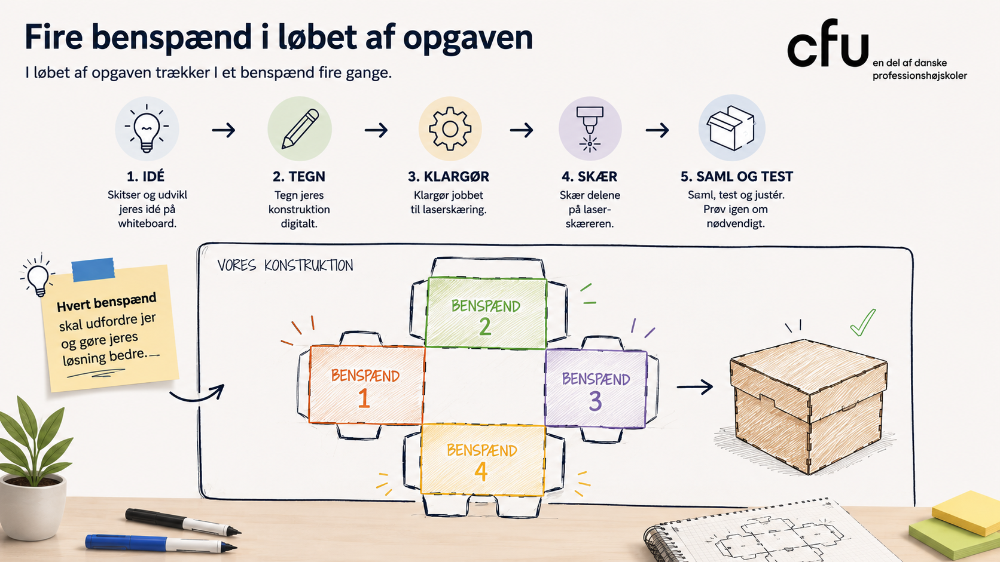 Fire benspænd i løbet af opgaven
I løbet af opgaven trækker I et benspænd fire gange.
cfu
en del af danske
professionshøjskoler
1. IDÉ
Skitser og udvikl
jeres idé på
whiteboard.
2. TEGN
Tegn jeres
konstruktion
digitalt.
3. KLARGØR
Klargør jobbet
til laserskæring.
4. SKÆR
Skær delene
på laser-
skæreren.
5. SAML OG TEST
Saml, test og justér.
Prøv igen om
nødvendigt.
Hvert benspænd
skal udfordre jer
og gøre jeres
løsning bedre.
VORES KONSTRUKTION
BENSPÆND
1
BENSPÆND
2
BENSPÆND
3
BENSPÆND
4